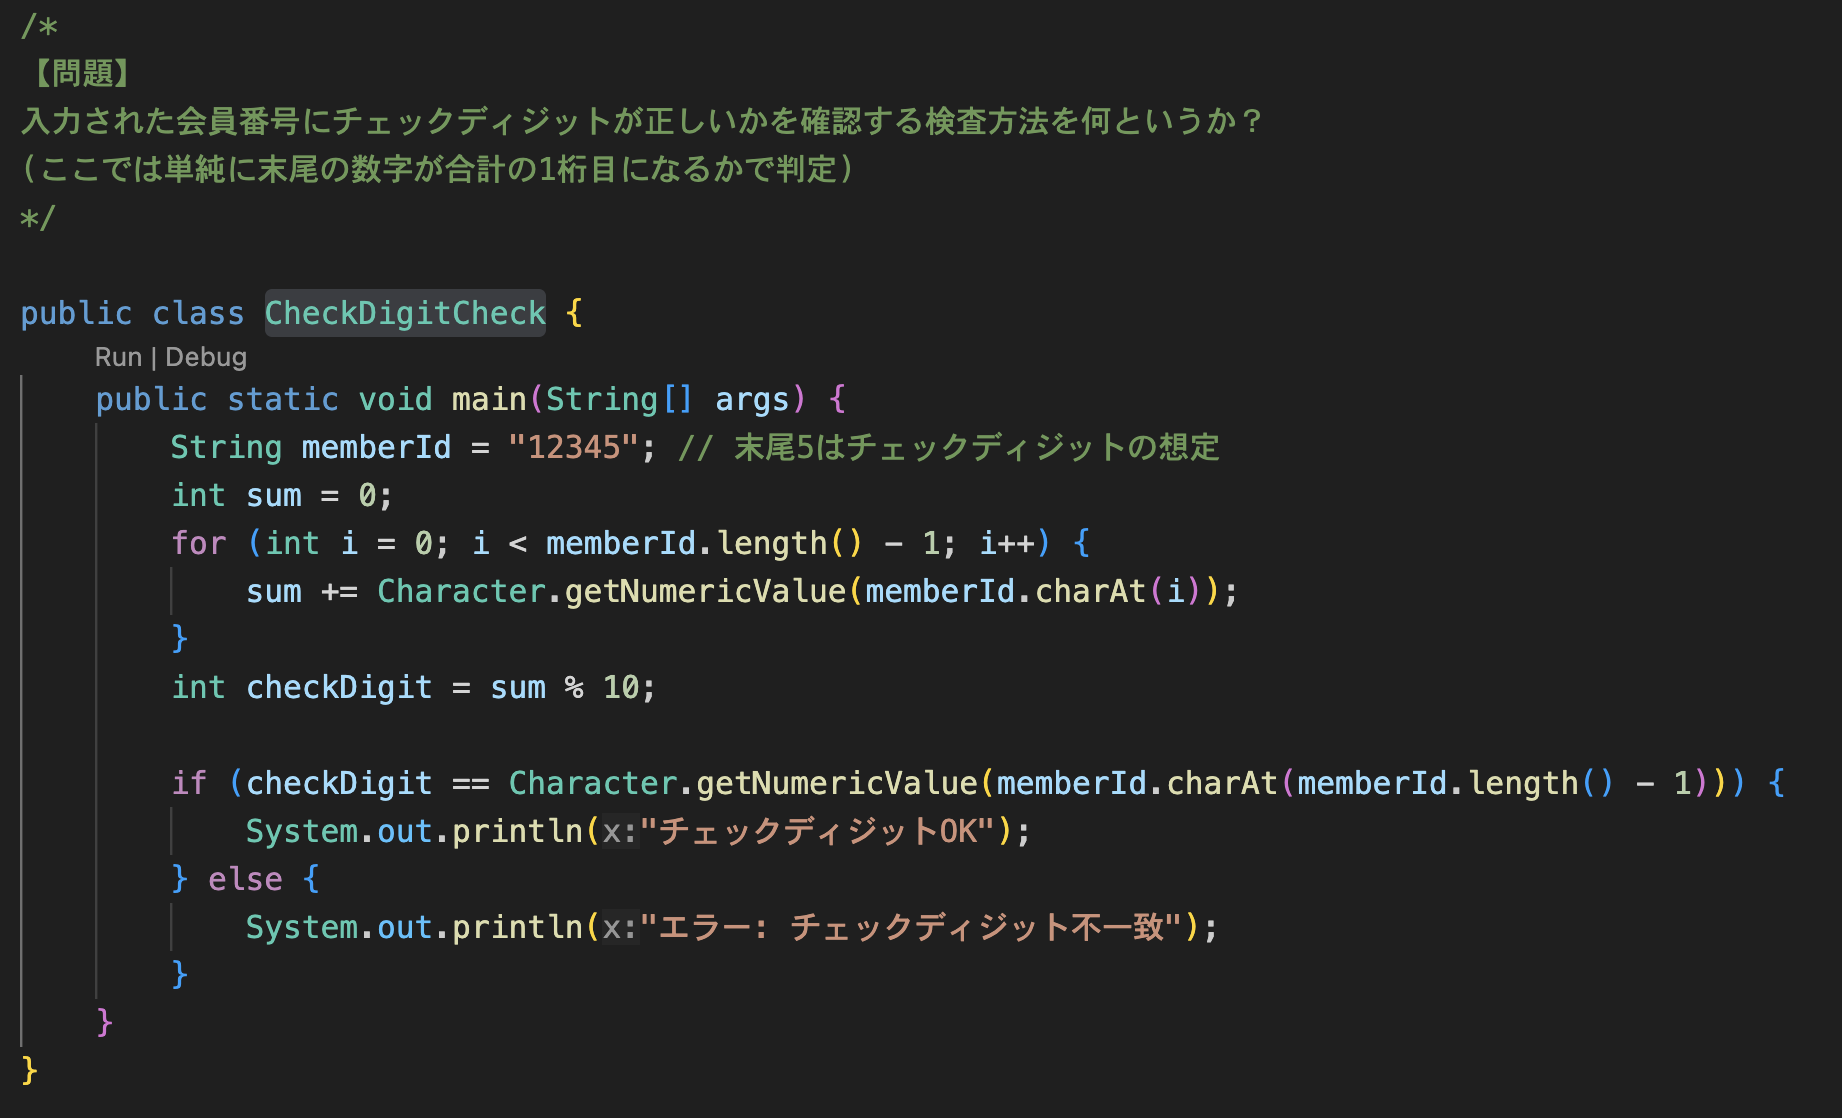 /*
【問題】
入力された会員番号にチェックディジットが正しいかを確認する検査方法を何というか？
(ここでは単純に末尾の数字が合計の1桁目になるかで判定)
*/
public class CheckDigitCheck {
Run | Debug
public static void main(String[] args) {
String memberId = "12345"; // 末尾5はチェックディジットの想定
int sum = 0;
for (int i = 0; i < memberId.length() - 1; i++) {
sum += Character.getNumericValue(memberId.charAt(i));
}
int checkDigit = sum % 10;
if (checkDigit == Character.getNumericValue(memberId.charAt(memberId.length() - 1))) {
System.out.println(x:"チェックディジットOK");
} else {
System.out.println(x:"エラー: チェックディジット不一致");
}
}
}